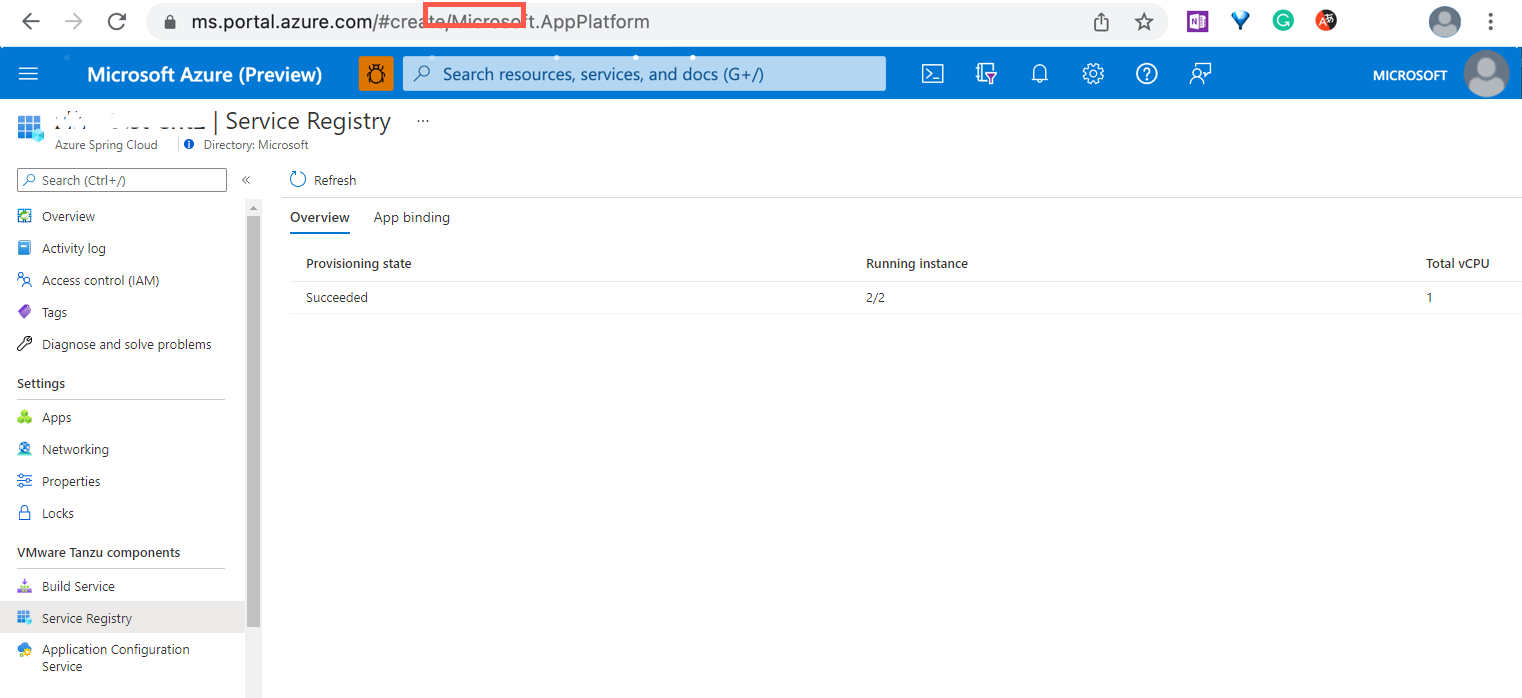 ms.portal.azure.com/#create/Microsoft.AppPlatform
Microsoft Azure (Preview)
Search resources, services, and docs (G+/)
MICROSOFT
| Service Registry ...
Azure Spring Cloud
Directory: Microsoft
Search (Ctrl+/)
«
Refresh
Overview
Activity log
Access control (IAM)
Tags
Diagnose and solve problems
Settings
Apps
Networking
Properties
Locks
VMware Tanzu components
Build Service
Service Registry
Application Configuration
Service
Overview App binding
Provisioning state Running instance Total vCPU
Succeeded 2/2 1